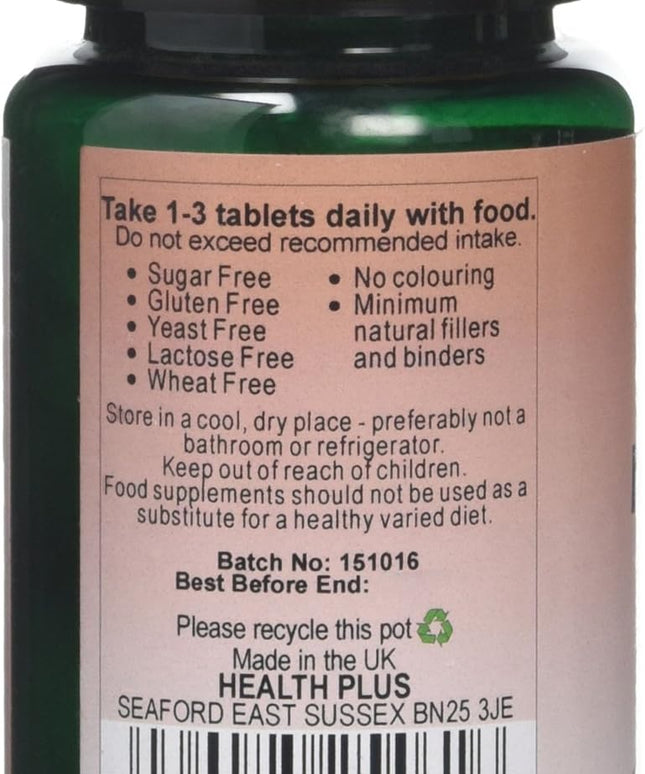 Take 1-3 tablets daily with food.
Do not exceed recommended intake.
• Sugar Free
• Gluten Free
• Yeast Free
• Lactose Free
• Wheat Free
• No colouring
• Minimum
natural fillers
and binders
Store in a cool, dry place - preferably not a
bathroom or refrigerator.
Keep out of reach of children.
Food supplements should not be used as a
substitute for a healthy varied diet.
Batch No: 151016
Best Before End:
Please recycle this pot
Made in the UK
HEALTH PLUS
SEAFORD EAST SUSSEX BN25 3JE